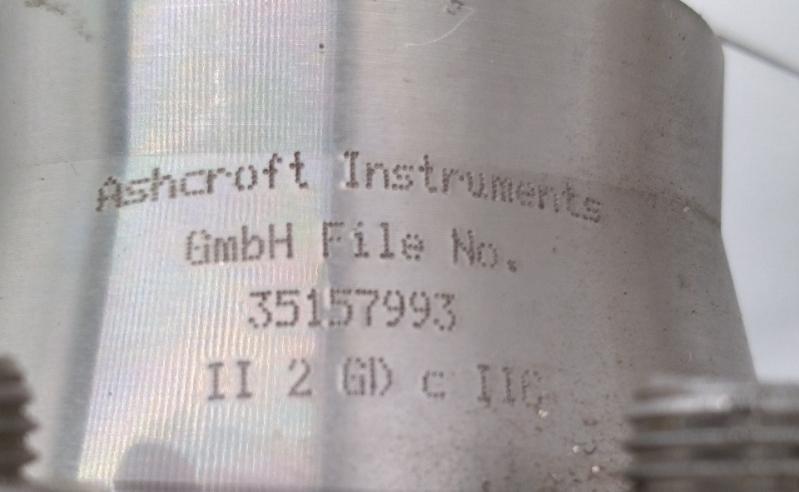 Ashcroft Instruments
GmbH File No.
35157993
II 2 GD c IIC